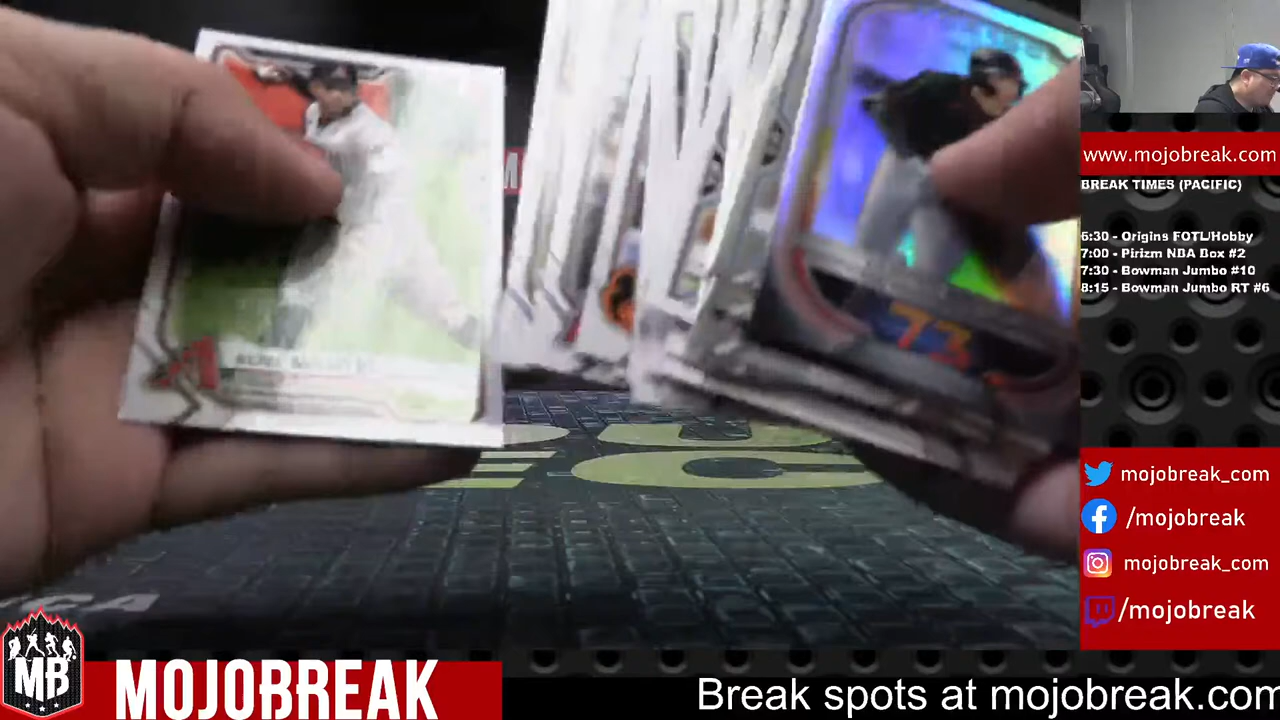 www.mojobreak.com
BREAK TIMES (PACIFIC)
6:30 - Origins FOTL/Hobby
7:00 - Pirizm NBA Box #2
7:30 - Bowman Jumbo #10
8:15 - Bowman Jumbo RT #6
73
mojobreak_com
/mojobreak
mojobreak_com
/mojobreak
MB
MOJOBREAK
Break spots at mojobreak.com